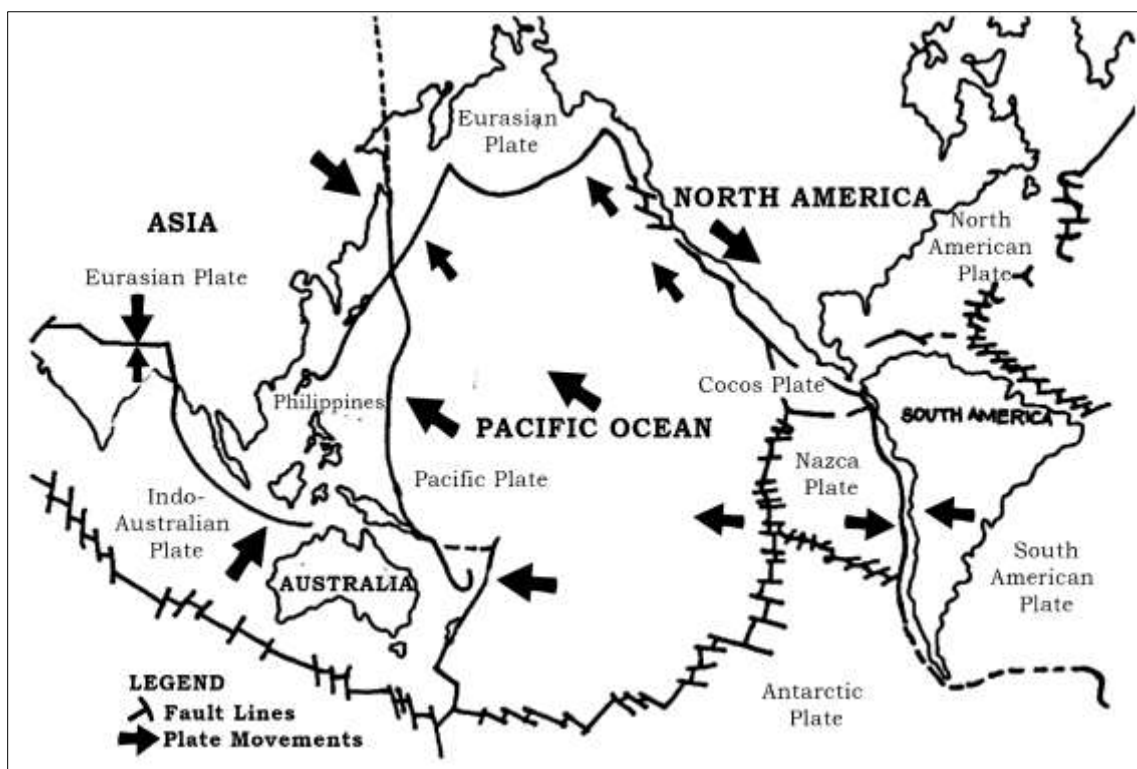 Eurasian
Plate
NORTH AMERICA
ASIA
North
American
Plate
Eurasian Plate
Cocos Plate
Philippines
SOUTH AMERICA
PACIFIC OCEAN
Nazca
Plate
Pacific Plate
Indo-
Australian
Plate
South
American
Plate
AUSTRALIA
LEGEND
Fault Lines
Plate Movements
Antarctic
Plate